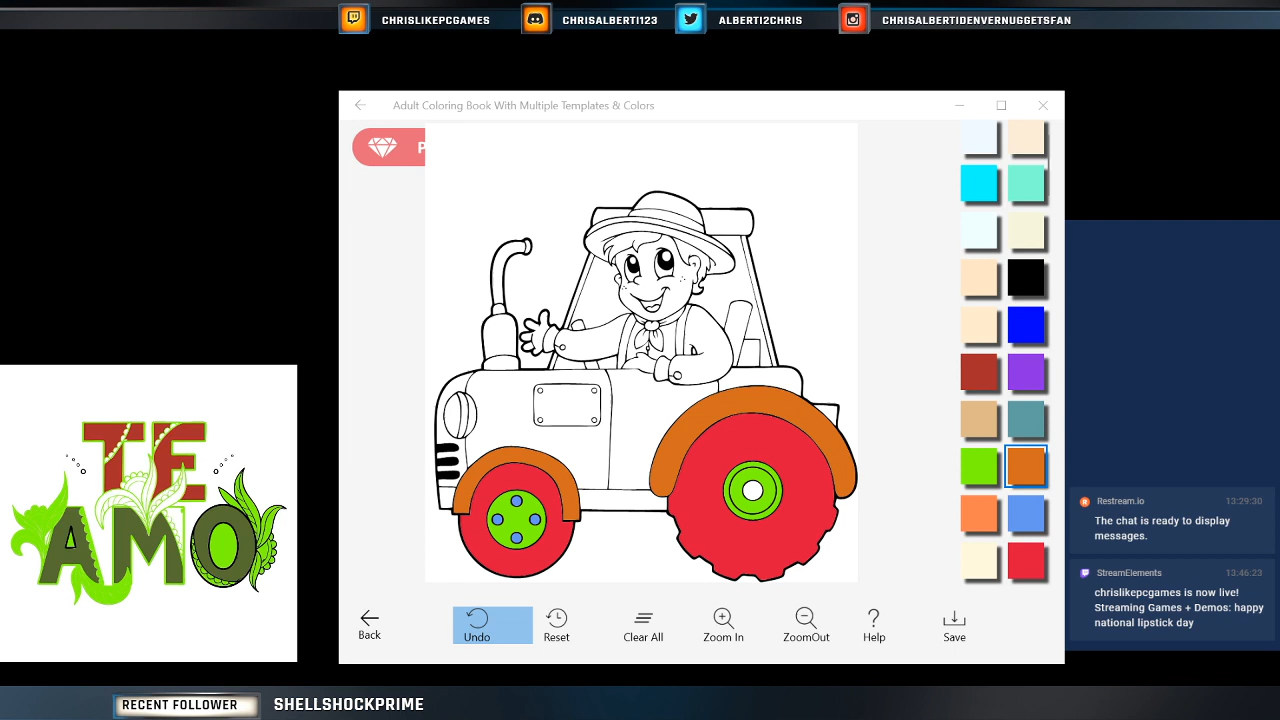 CHRISLIKEPCGAMES
CHRISALBERTI123
ALBERTI2CHRIS
CHRISALBERTIDENVERNUGGETSFAN
Adult Coloring Book With Multiple Templates & Colors
P
TE
AMO
Restream.io 13:29:30
The chat is ready to display
messages.
StreamElements 13:46:23
chrislikepcgames is now live!
Streaming Games + Demos: happy
national lipstick day
Back
Undo
Reset
Clear All
Zoom In
ZoomOut
Help
Save
RECENT FOLLOWER
SHELLSHOCKPRIME